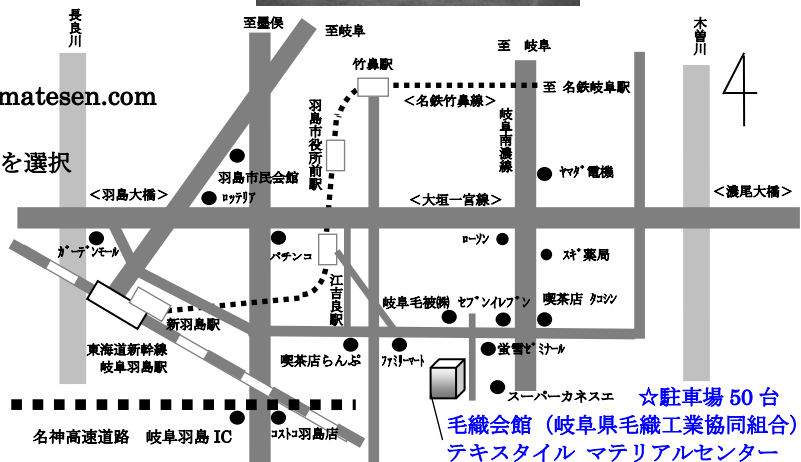 長良川
至墨俣
至岐阜
至 岐阜
木曽川
竹鼻駅
matesen.com
至 名鉄岐阜駅
<名鉄竹鼻線>
羽島市役所前駅
岐阜南濃線
を選択
羽島市民会館
ﾔﾏﾀﾞ電機
<羽島大橋>
ﾛｯﾃﾘｱ
<大垣一宮線>
<濃尾大橋>
ｶﾞｰﾃﾞﾝﾓｰﾙ
パチンコ
ﾛｰｿﾝ
スギ薬局
江吉良駅
岐阜毛被㈱
セブンイレブン
喫茶店 ﾀｺｼﾝ
新羽島駅
東海道新幹線
岐阜羽島駅
喫茶店らんぷ
ﾌｧﾐﾘｰﾏｰﾄ
蛍雪ｾﾞﾐﾅｰﾙ
スーパーカネスエ
☆駐車場 50 台
毛織会館（岐阜県毛織工業協同組合）
テキスタイル マテリアルセンター
名神高速道路 岐阜羽島 IC
ｺｽﾄｺ羽島店